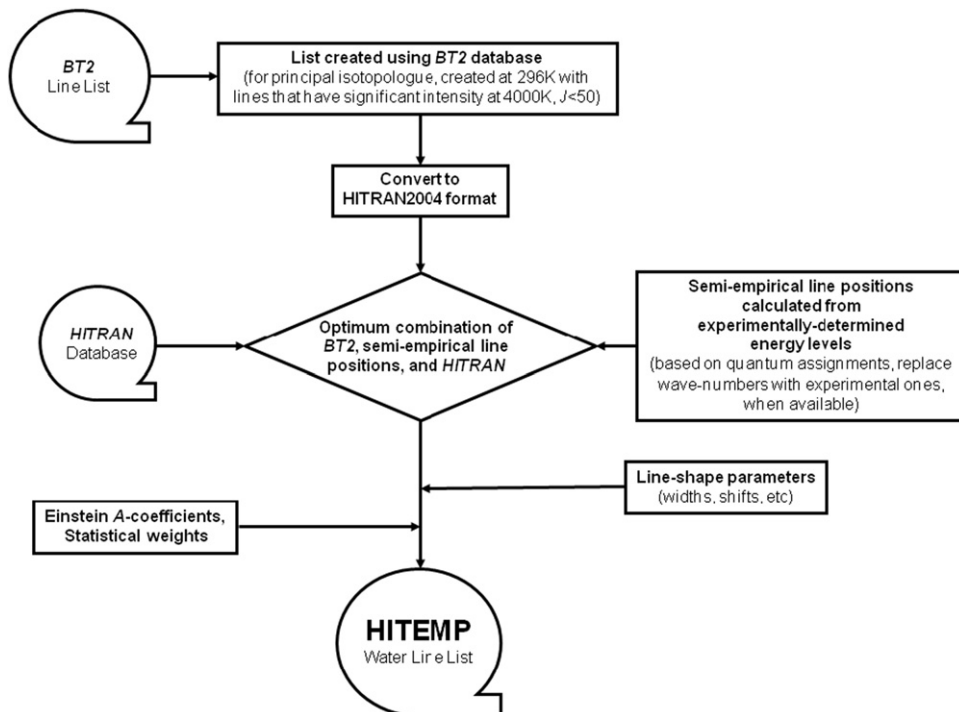 BT2
Line List
List created using BT2 database
(for principal isotopologue, created at 296K with
lines that have significant intensity at 4000K, J<50)
Convert to
HITRAN2004 format
HITRAN
Database
Optimum combination of
BT2, semi-empirical line
positions, and HITRAN
Semi-empirical line positions
calculated from
experimentally-determined
energy levels
(based on quantum assignments, replace
wave-numbers with experimental ones,
when available)
Line-shape parameters
(widths, shifts, etc)
Einstein A-coefficients,
Statistical weights
HITEMP
Water Line List